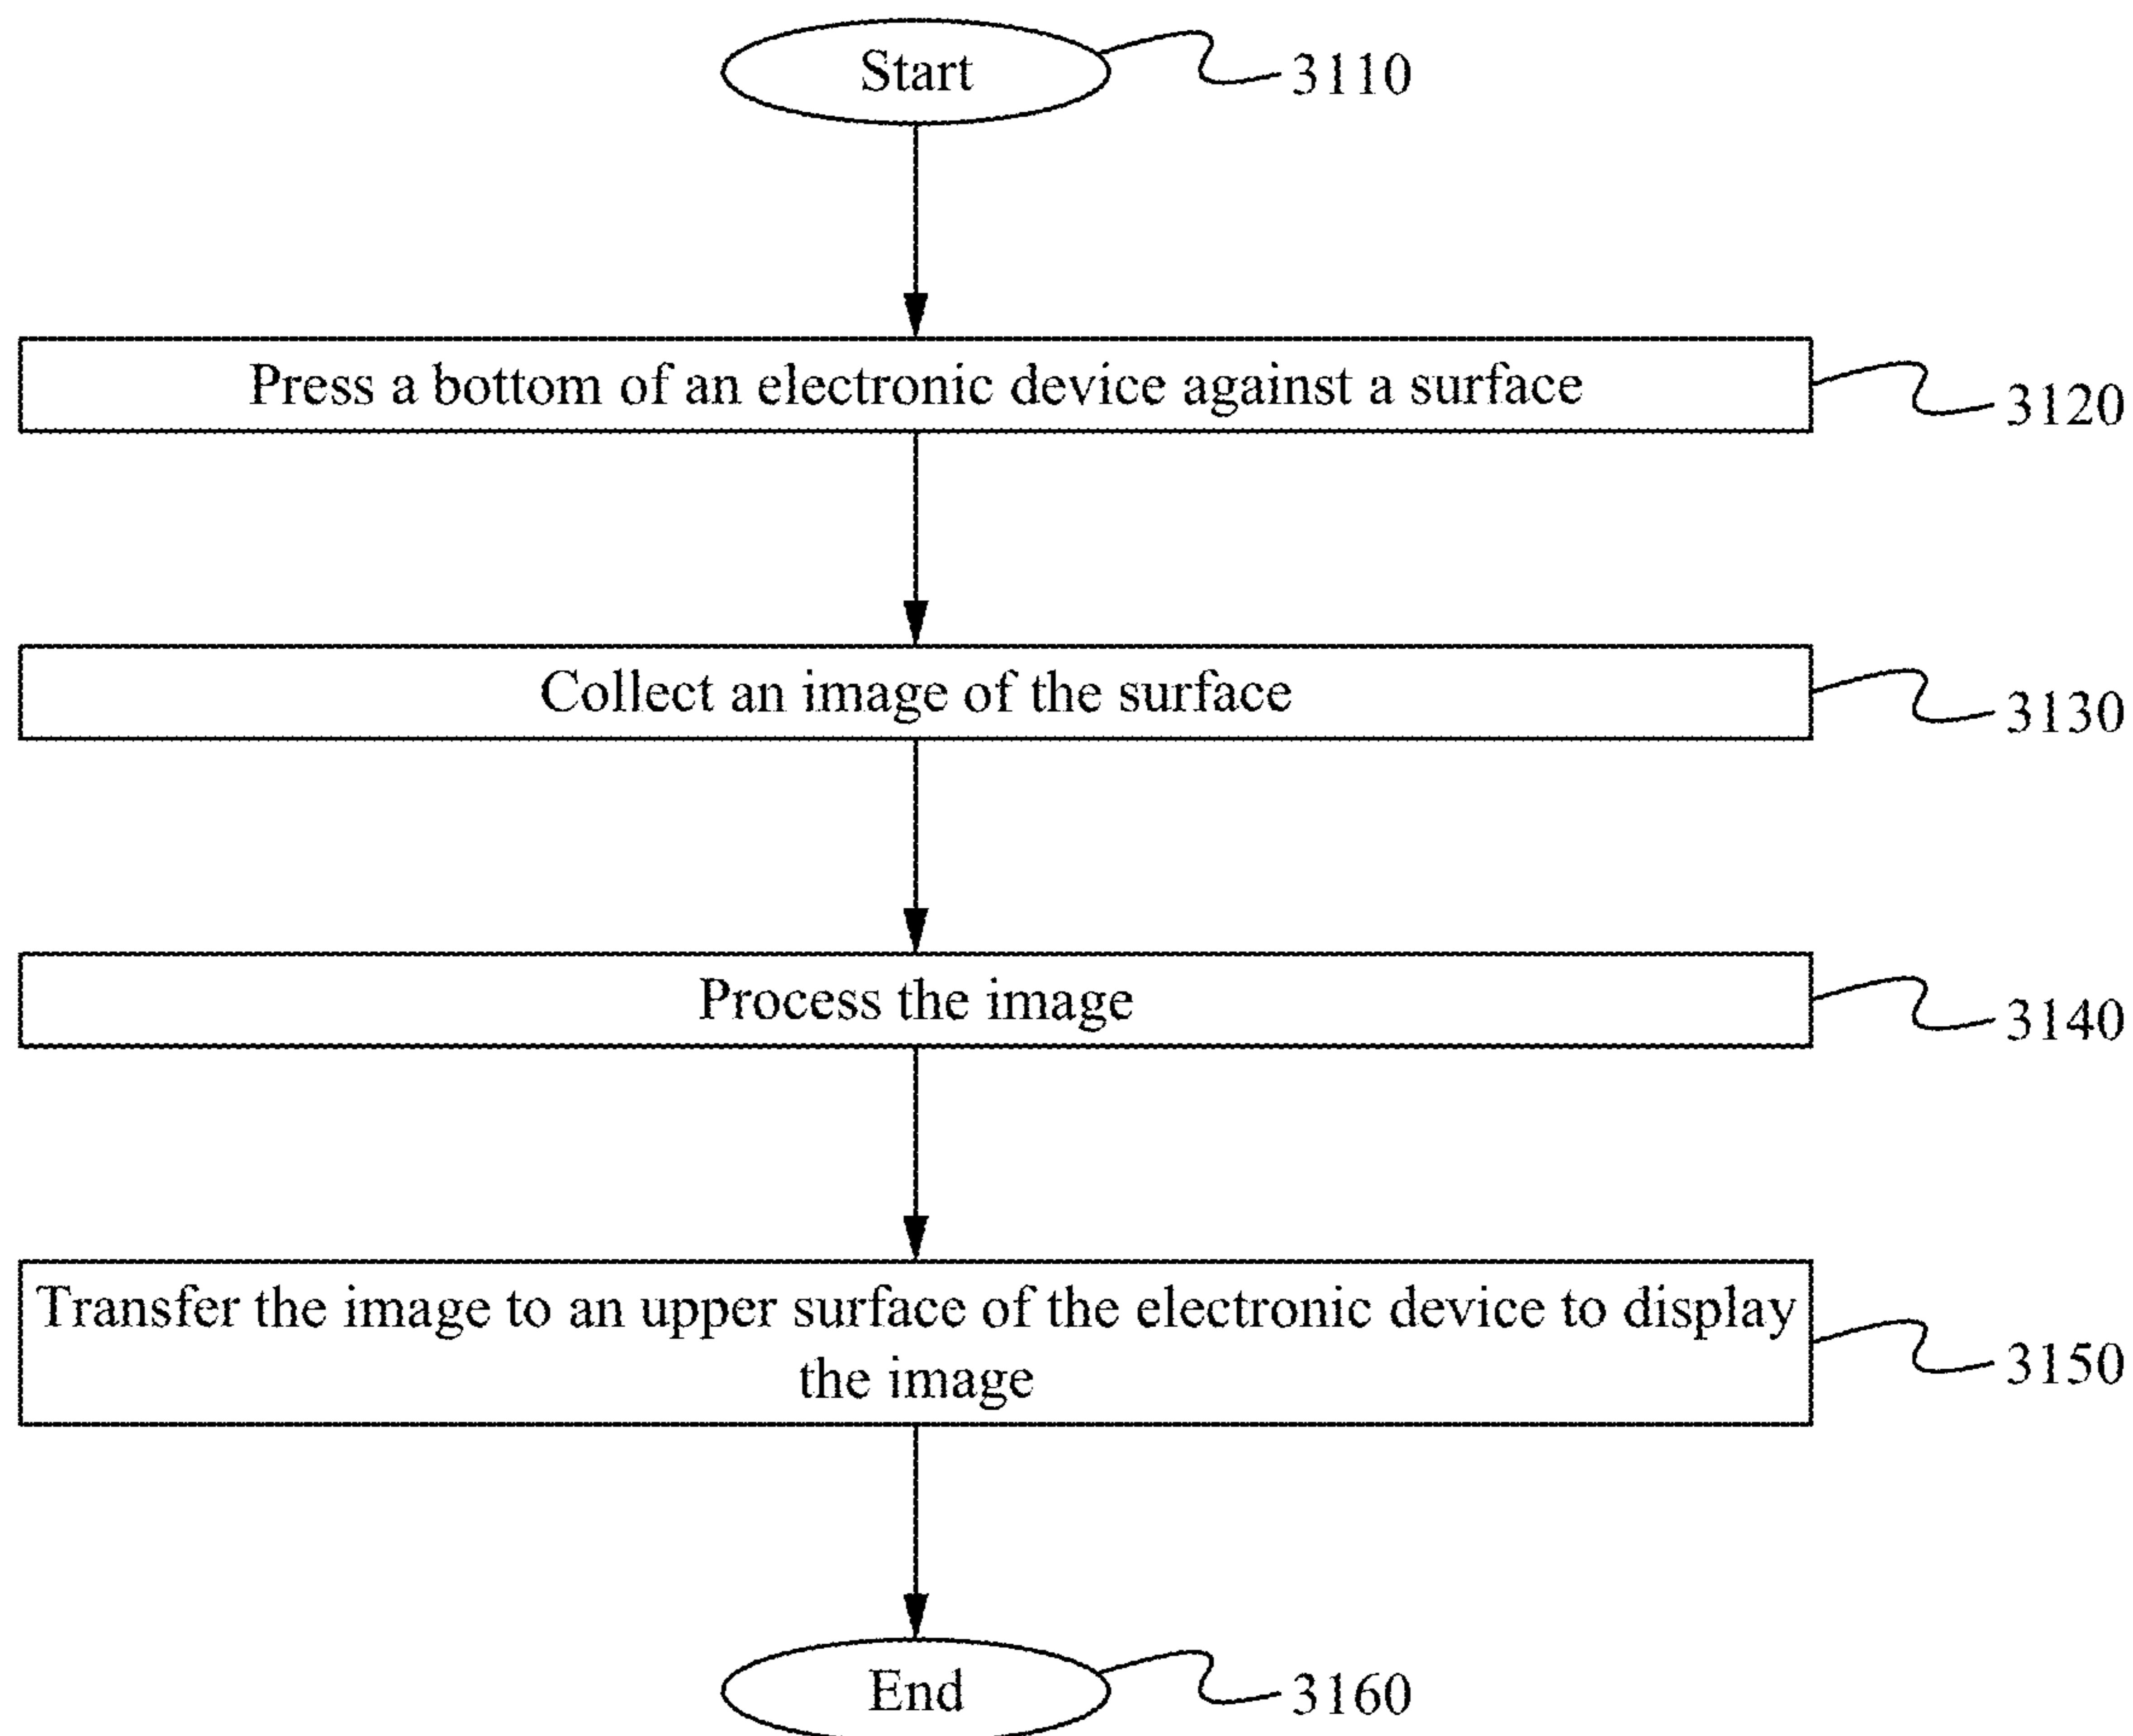 Start
3110
Press a bottom of an electronic device against a surface
3120
Collect an image of the surface
3130
Process the image
3140
Transfer the image to an upper surface of the electronic device to display
the image
3150
End
3160